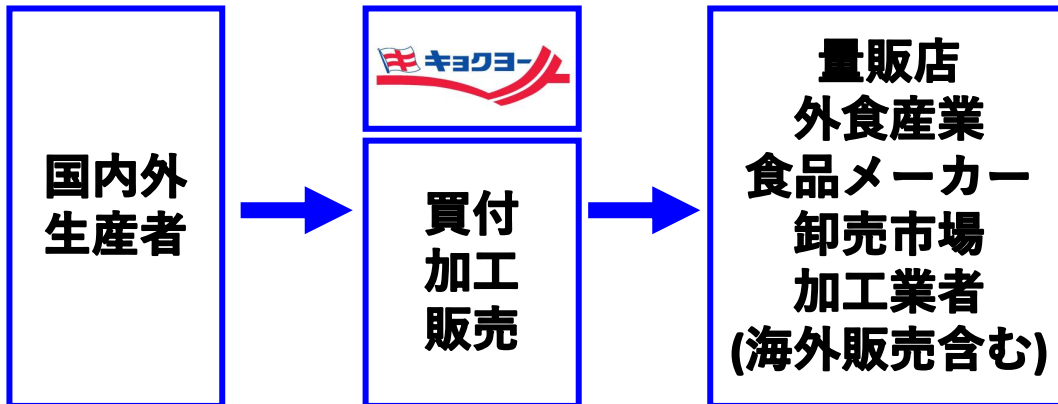 国内外
生産者
キョクヨー
買付
加工
販売
量販店
外食産業
食品メーカー
卸売市場
加工業者
(海外販売含む)